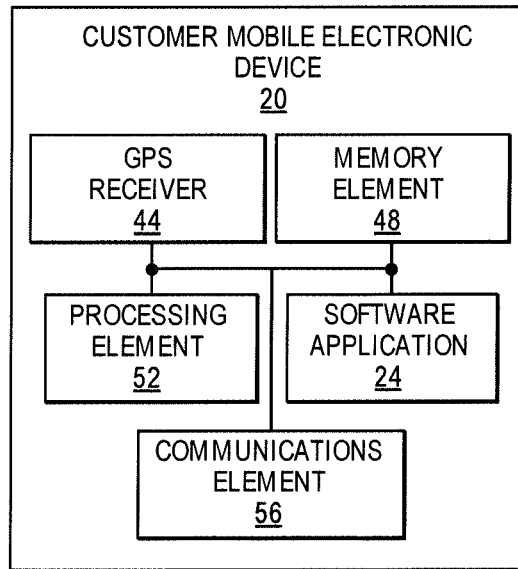 CUSTOMER MOBILE ELECTRONIC
DEVICE
20
GPS
RECEIVER
44
MEMORY
ELEMENT
48
PROCESSING
ELEMENT
52
SOFTWARE
APPLICATION
24
COMMUNICATIONS
ELEMENT
56